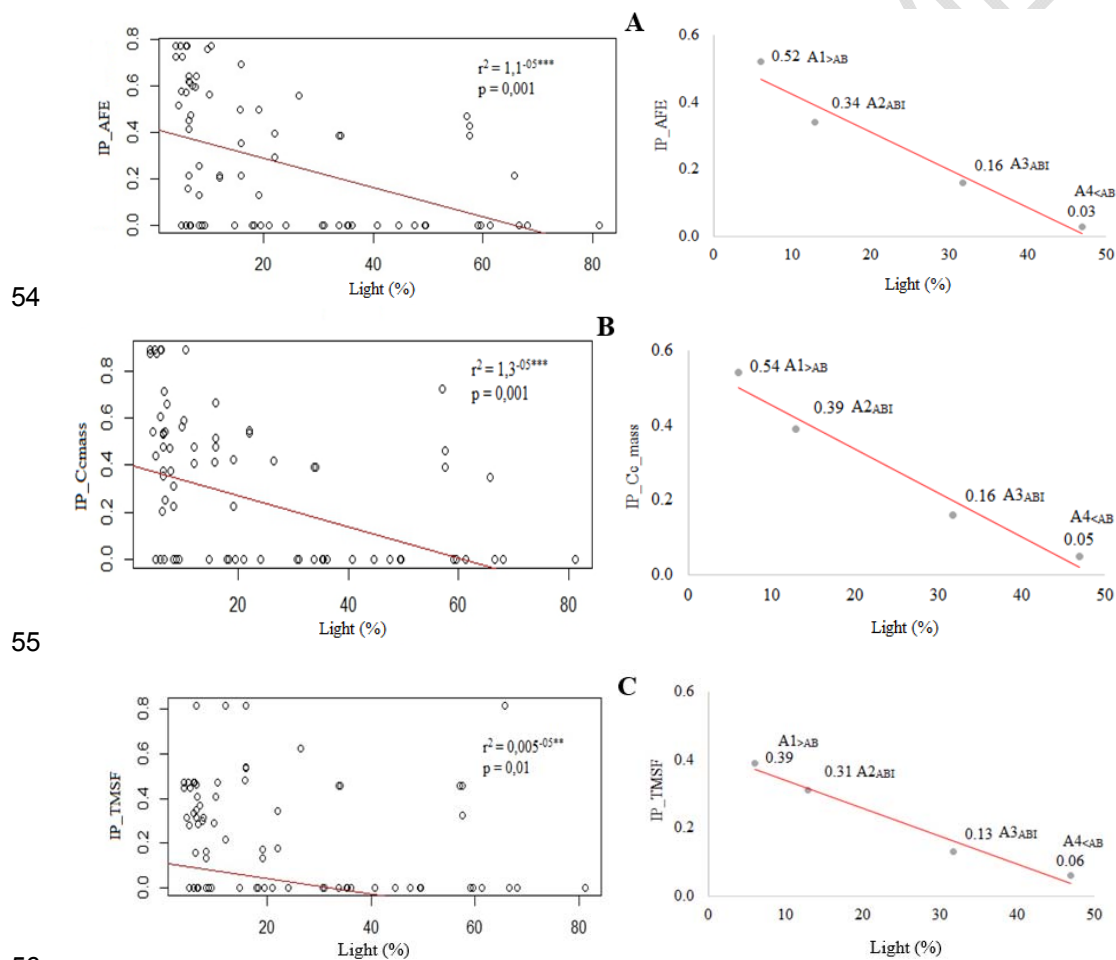 A
0.8
0.6
0.4
0.2
0.0
IP_AFE
r² = 1,1⁻⁰⁵***
p = 0,001
20 40 60 80
Light (%)
0.6
0.4
0.2
0.0
IP_AFE
0.52 A1>AB
0.34 A2ABI
0.16 A3ABI
A4<AB
0.03
0 10 20 30 40 50
Light (%)
54
B
0.8
0.6
0.4
0.2
0.0
IP_Ccmass
r² = 1,3⁻⁰⁵***
p = 0,001
20 40 60 80
Light (%)
0.6
0.4
0.2
0.0
IP_Cc_mass
0.54 A1>AB
0.39 A2ABI
0.16 A3ABI
A4<AB
0.05
0 10 20 30 40 50
Light (%)
55
C
0.8
0.6
0.4
0.2
0.0
IP_TMSF
r² = 0,005⁻⁰⁵**
p = 0,01
20 40 60 80
Light (%)
0.6
0.4
0.2
0.0
IP_TMSF
A1>AB
0.39
0.31 A2ABI
0.13 A3ABI
A4<AB
0.06
0 10 20 30 40 50
Light (%)